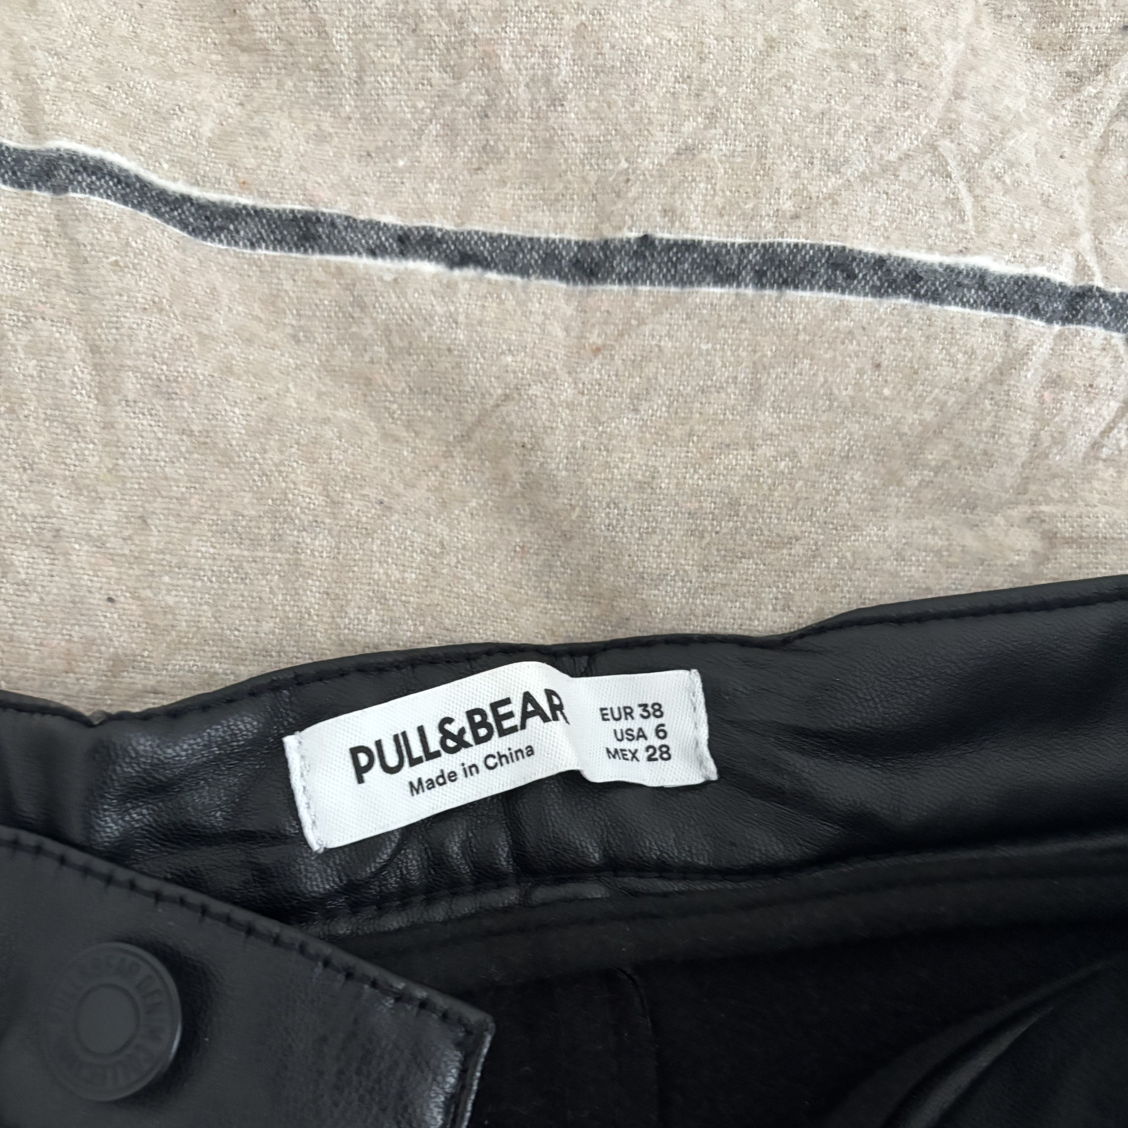 PULL&BEAR
Made in China
EUR 38
USA 6
MEX 28